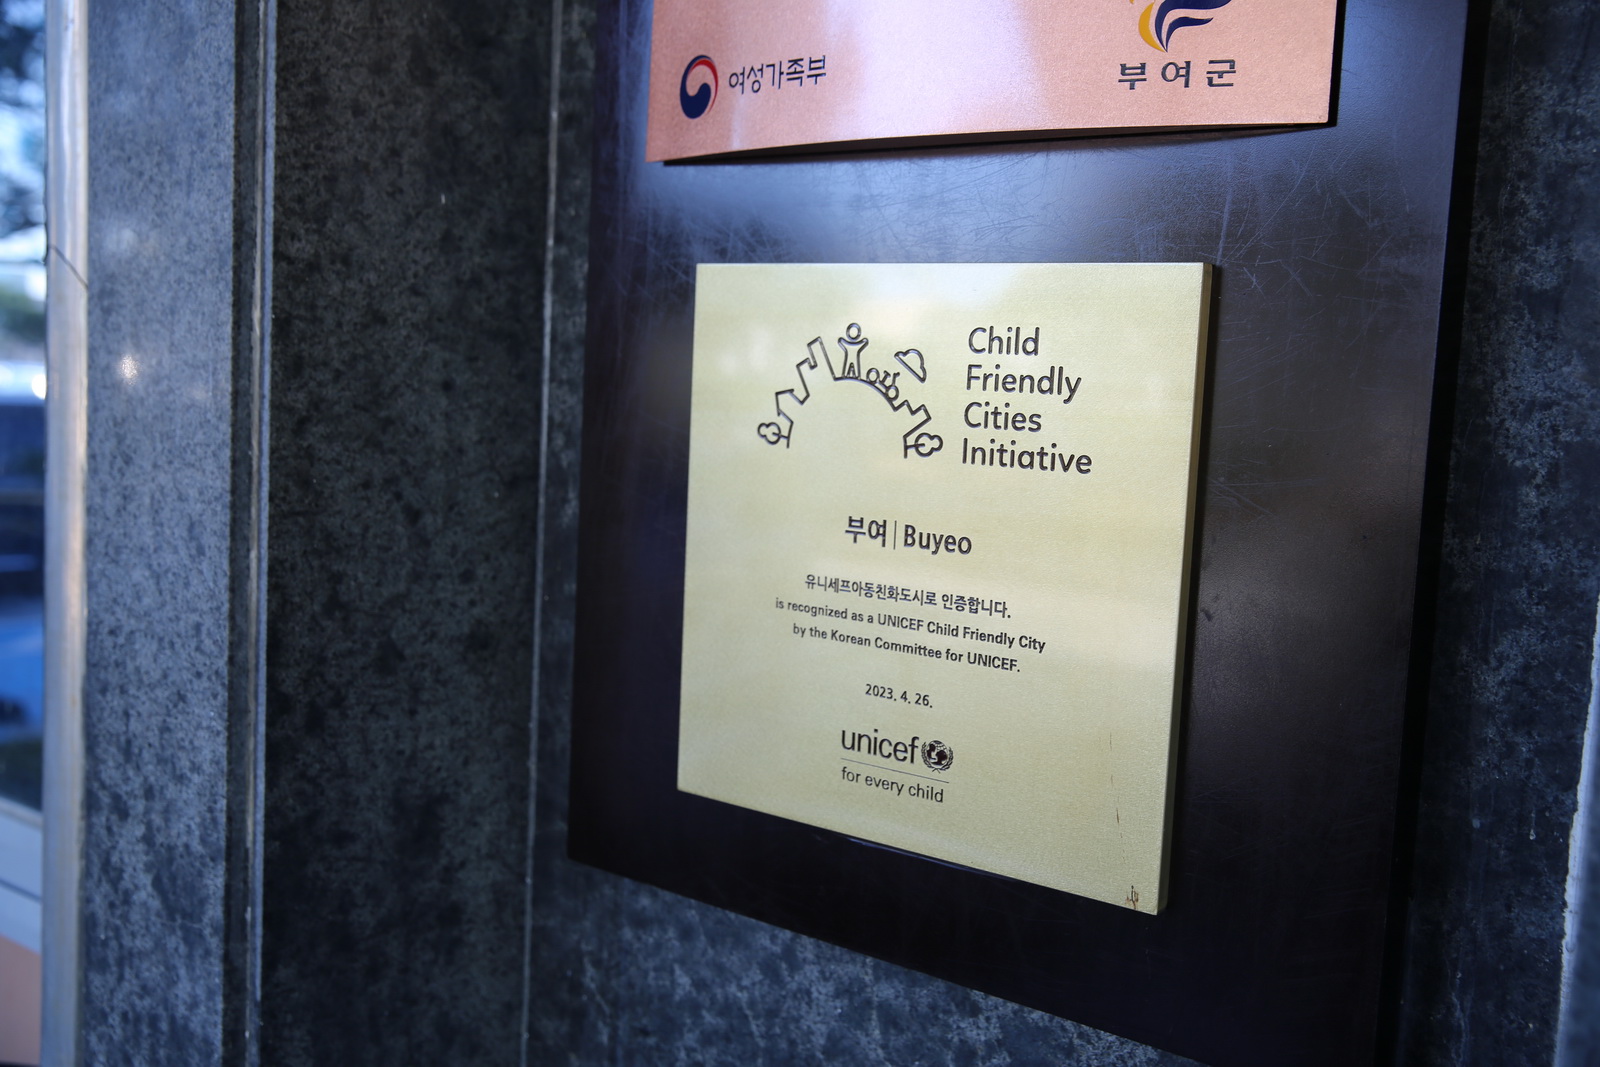 여성가족부
부여군
Child
Friendly
Cities
Initiative
부여 | Buyeo
유니세프아동친화도시로 인증합니다.
is recognized as a UNICEF Child Friendly City
by the Korean Committee for UNICEF.
2023. 4. 26.
unicef
for every child